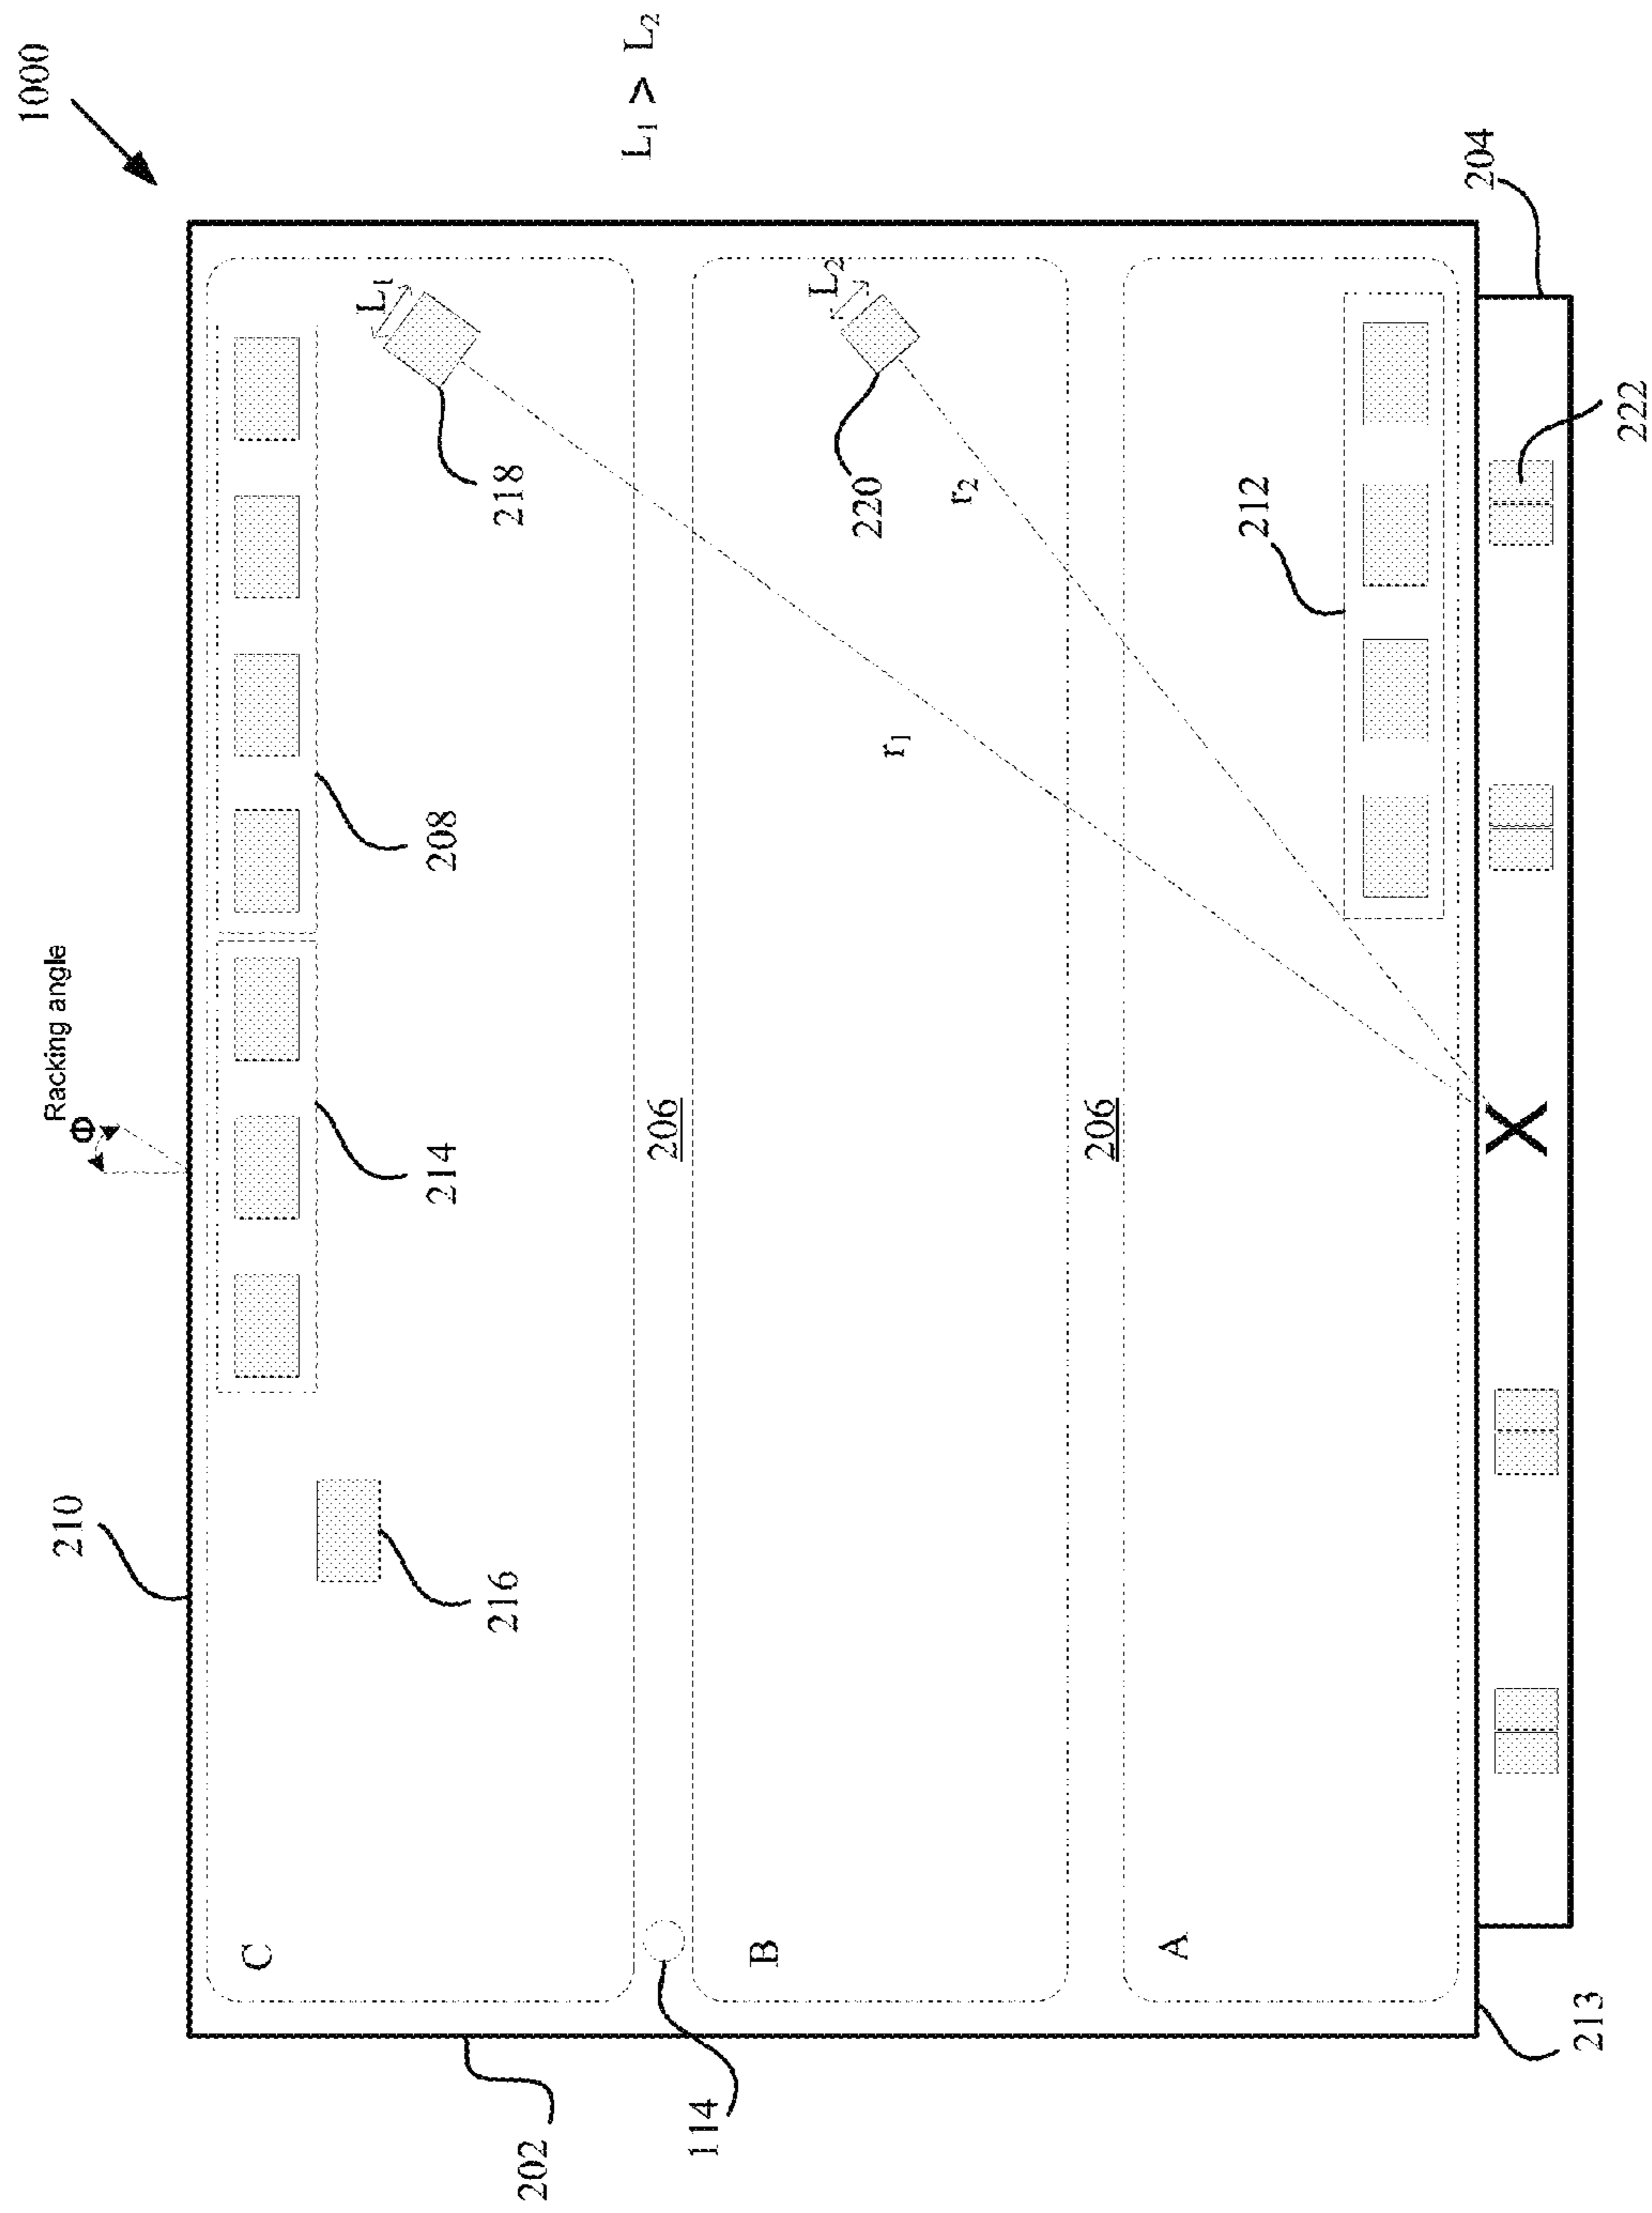 1000
L₁ > L₂
Racking angle
Φ
210
202
204
C
B
A
L₁
L₂
218
220
r₁
r₂
208
214
216
212
206
206
114
X
222
213